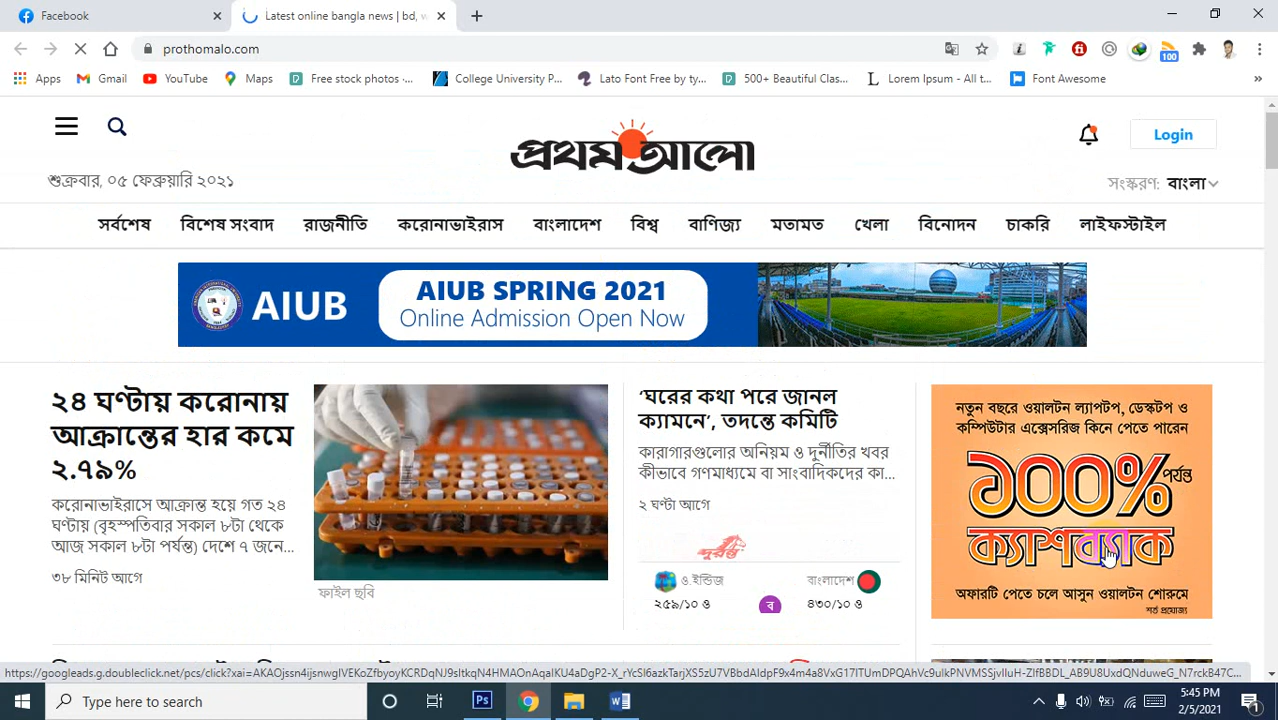 Facebook
Latest online bangla news | bd, w
prothomalo.com
100
Apps
Gmail
YouTube
Maps
Free stock photos ·...
College University P...
Lato Font Free by ty...
500+ Beautiful Clas...
Lorem Ipsum - All t...
Font Awesome
প্রথম আলো
Login
শুক্রবার, ০৫ ফেব্রুয়ারি ২০২১
সংস্করণ: বাংলা
সর্বশেষ
বিশেষ সংবাদ
রাজনীতি
করোনাভাইরাস
বাংলাদেশ
বিশ্ব
বাণিজ্য
মতামত
খেলা
বিনোদন
চাকরি
লাইফস্টাইল
AIUB
AIUB SPRING 2021
Online Admission Open Now
২৪ ঘণ্টায় করোনায়
আক্রান্তের হার কমে
২.৭৯%
করোনাভাইরাসে আক্রান্ত হয়ে গত ২৪
ঘণ্টায় (বৃহস্পতিবার সকাল ৮টা থেকে
আজ সকাল ৮টা পর্যন্ত) দেশে ৭ জনে...
৩৮ মিনিট আগে
ফাইল ছবি
‘ঘরের কথা পরে জানল
ক্যামনে’, তদন্তে কমিটি
কারাগারগুলোর অনিয়ম ও দুর্নীতির খবর
কীভাবে গণমাধ্যমে বা সাংবাদিকদের কা...
২ ঘণ্টা আগে
দুরন্ত
ও.ইন্ডিজ
বাংলাদেশ
২৫৯/১০ ও
ব
৪৩০/১০ ও
নতুন বছরে ওয়ালটন ল্যাপটপ, ডেস্কটপ ও
কম্পিউটার এক্সেসরিজ কিনে পেতে পারেন
১০০% পর্যন্ত
ক্যাশব্যাক
অফারটি পেতে চলে আসুন ওয়ালটন শোরুমে
শর্ত প্রযোজ্য
Type here to search
Ps
5:45 PM
2/5/2021
1